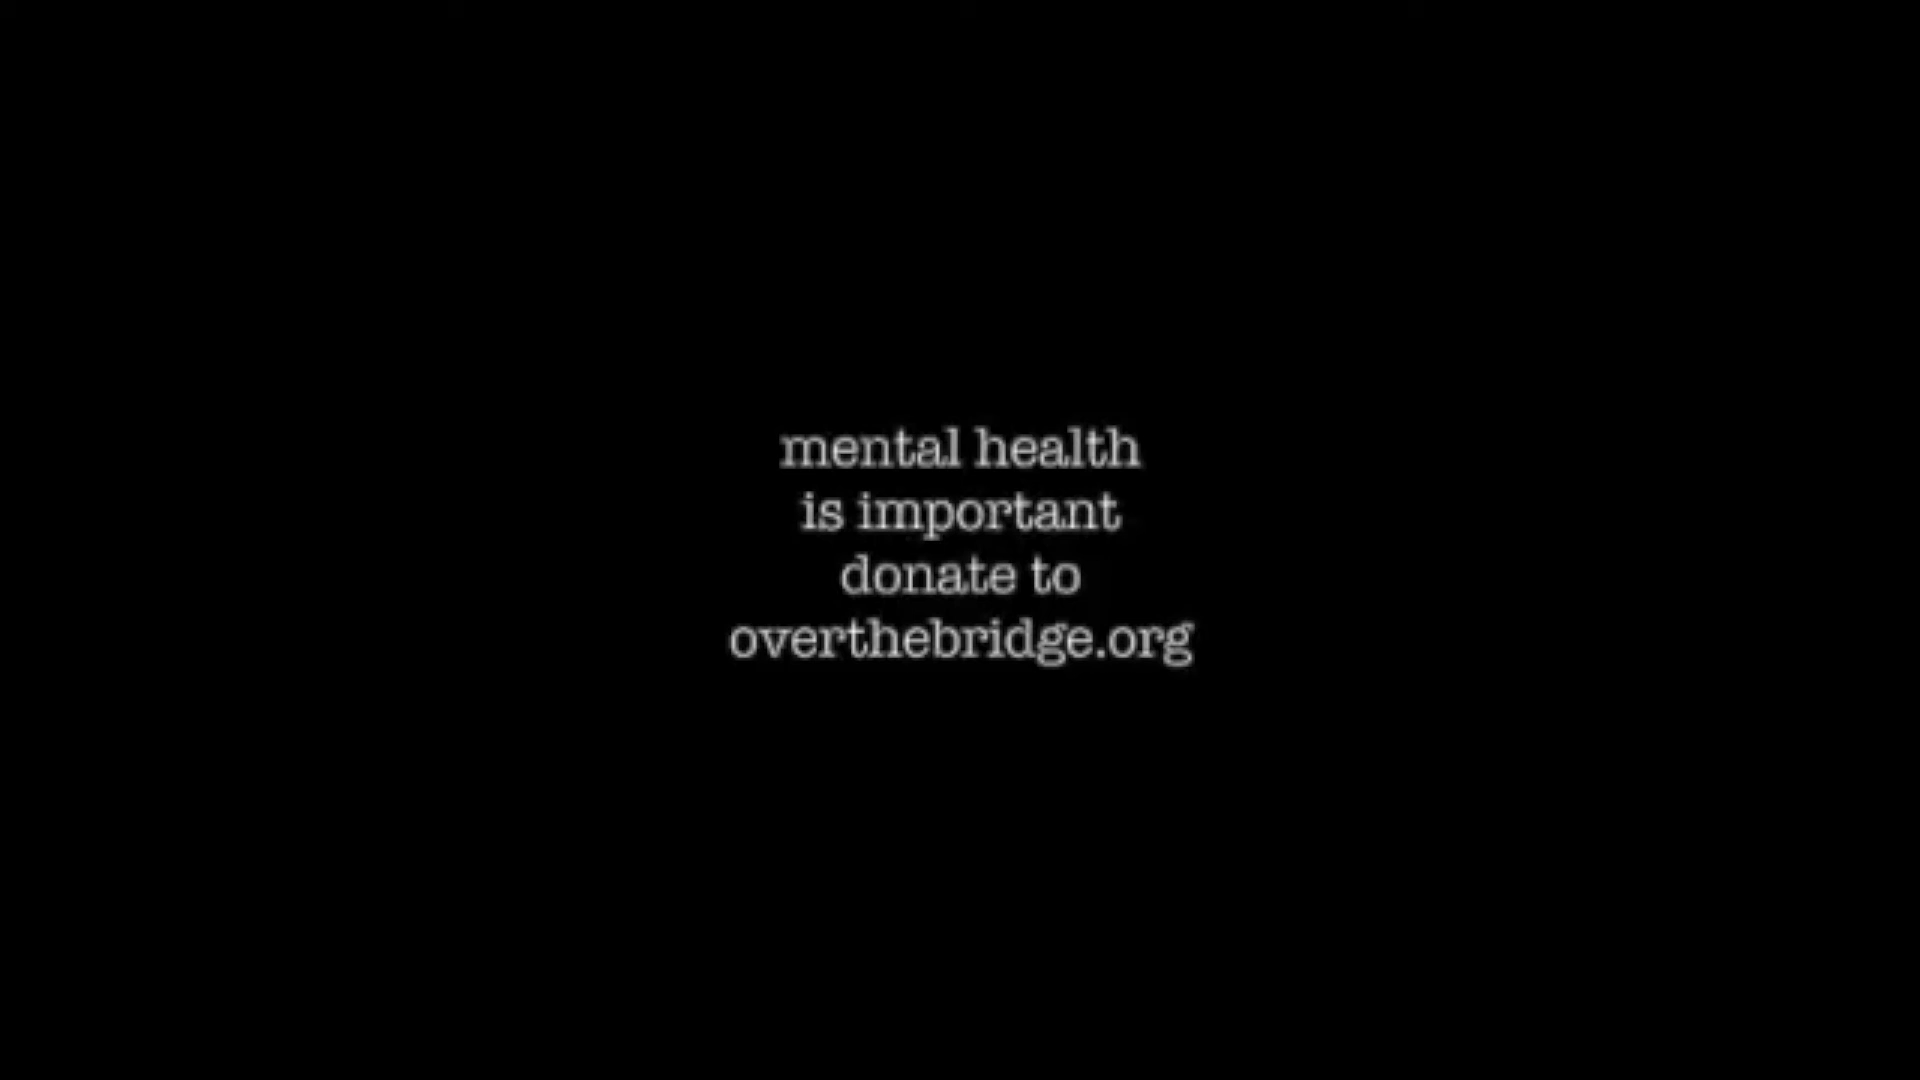 mental health
is important
donate to
overthebridge.org